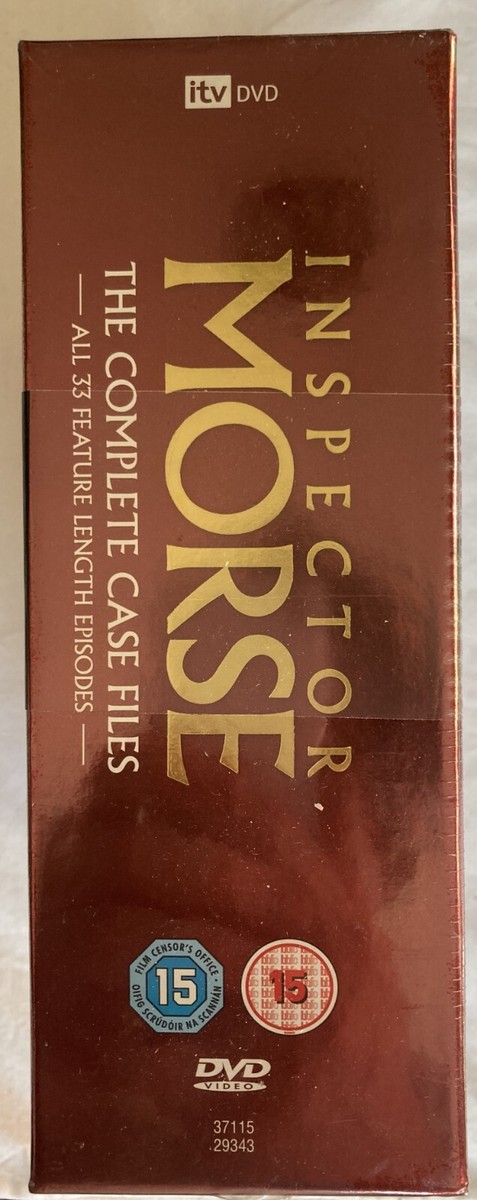 itv DVD
INSPECTOR
MORSE
THE COMPLETE CASE FILES
— ALL 33 FEATURE LENGTH EPISODES —
FILM CENSOR'S OFFICE •
15
OIFIG SCRÚDÓIR NA SCANNÁN
15
DVD
VIDEO
37115
29343